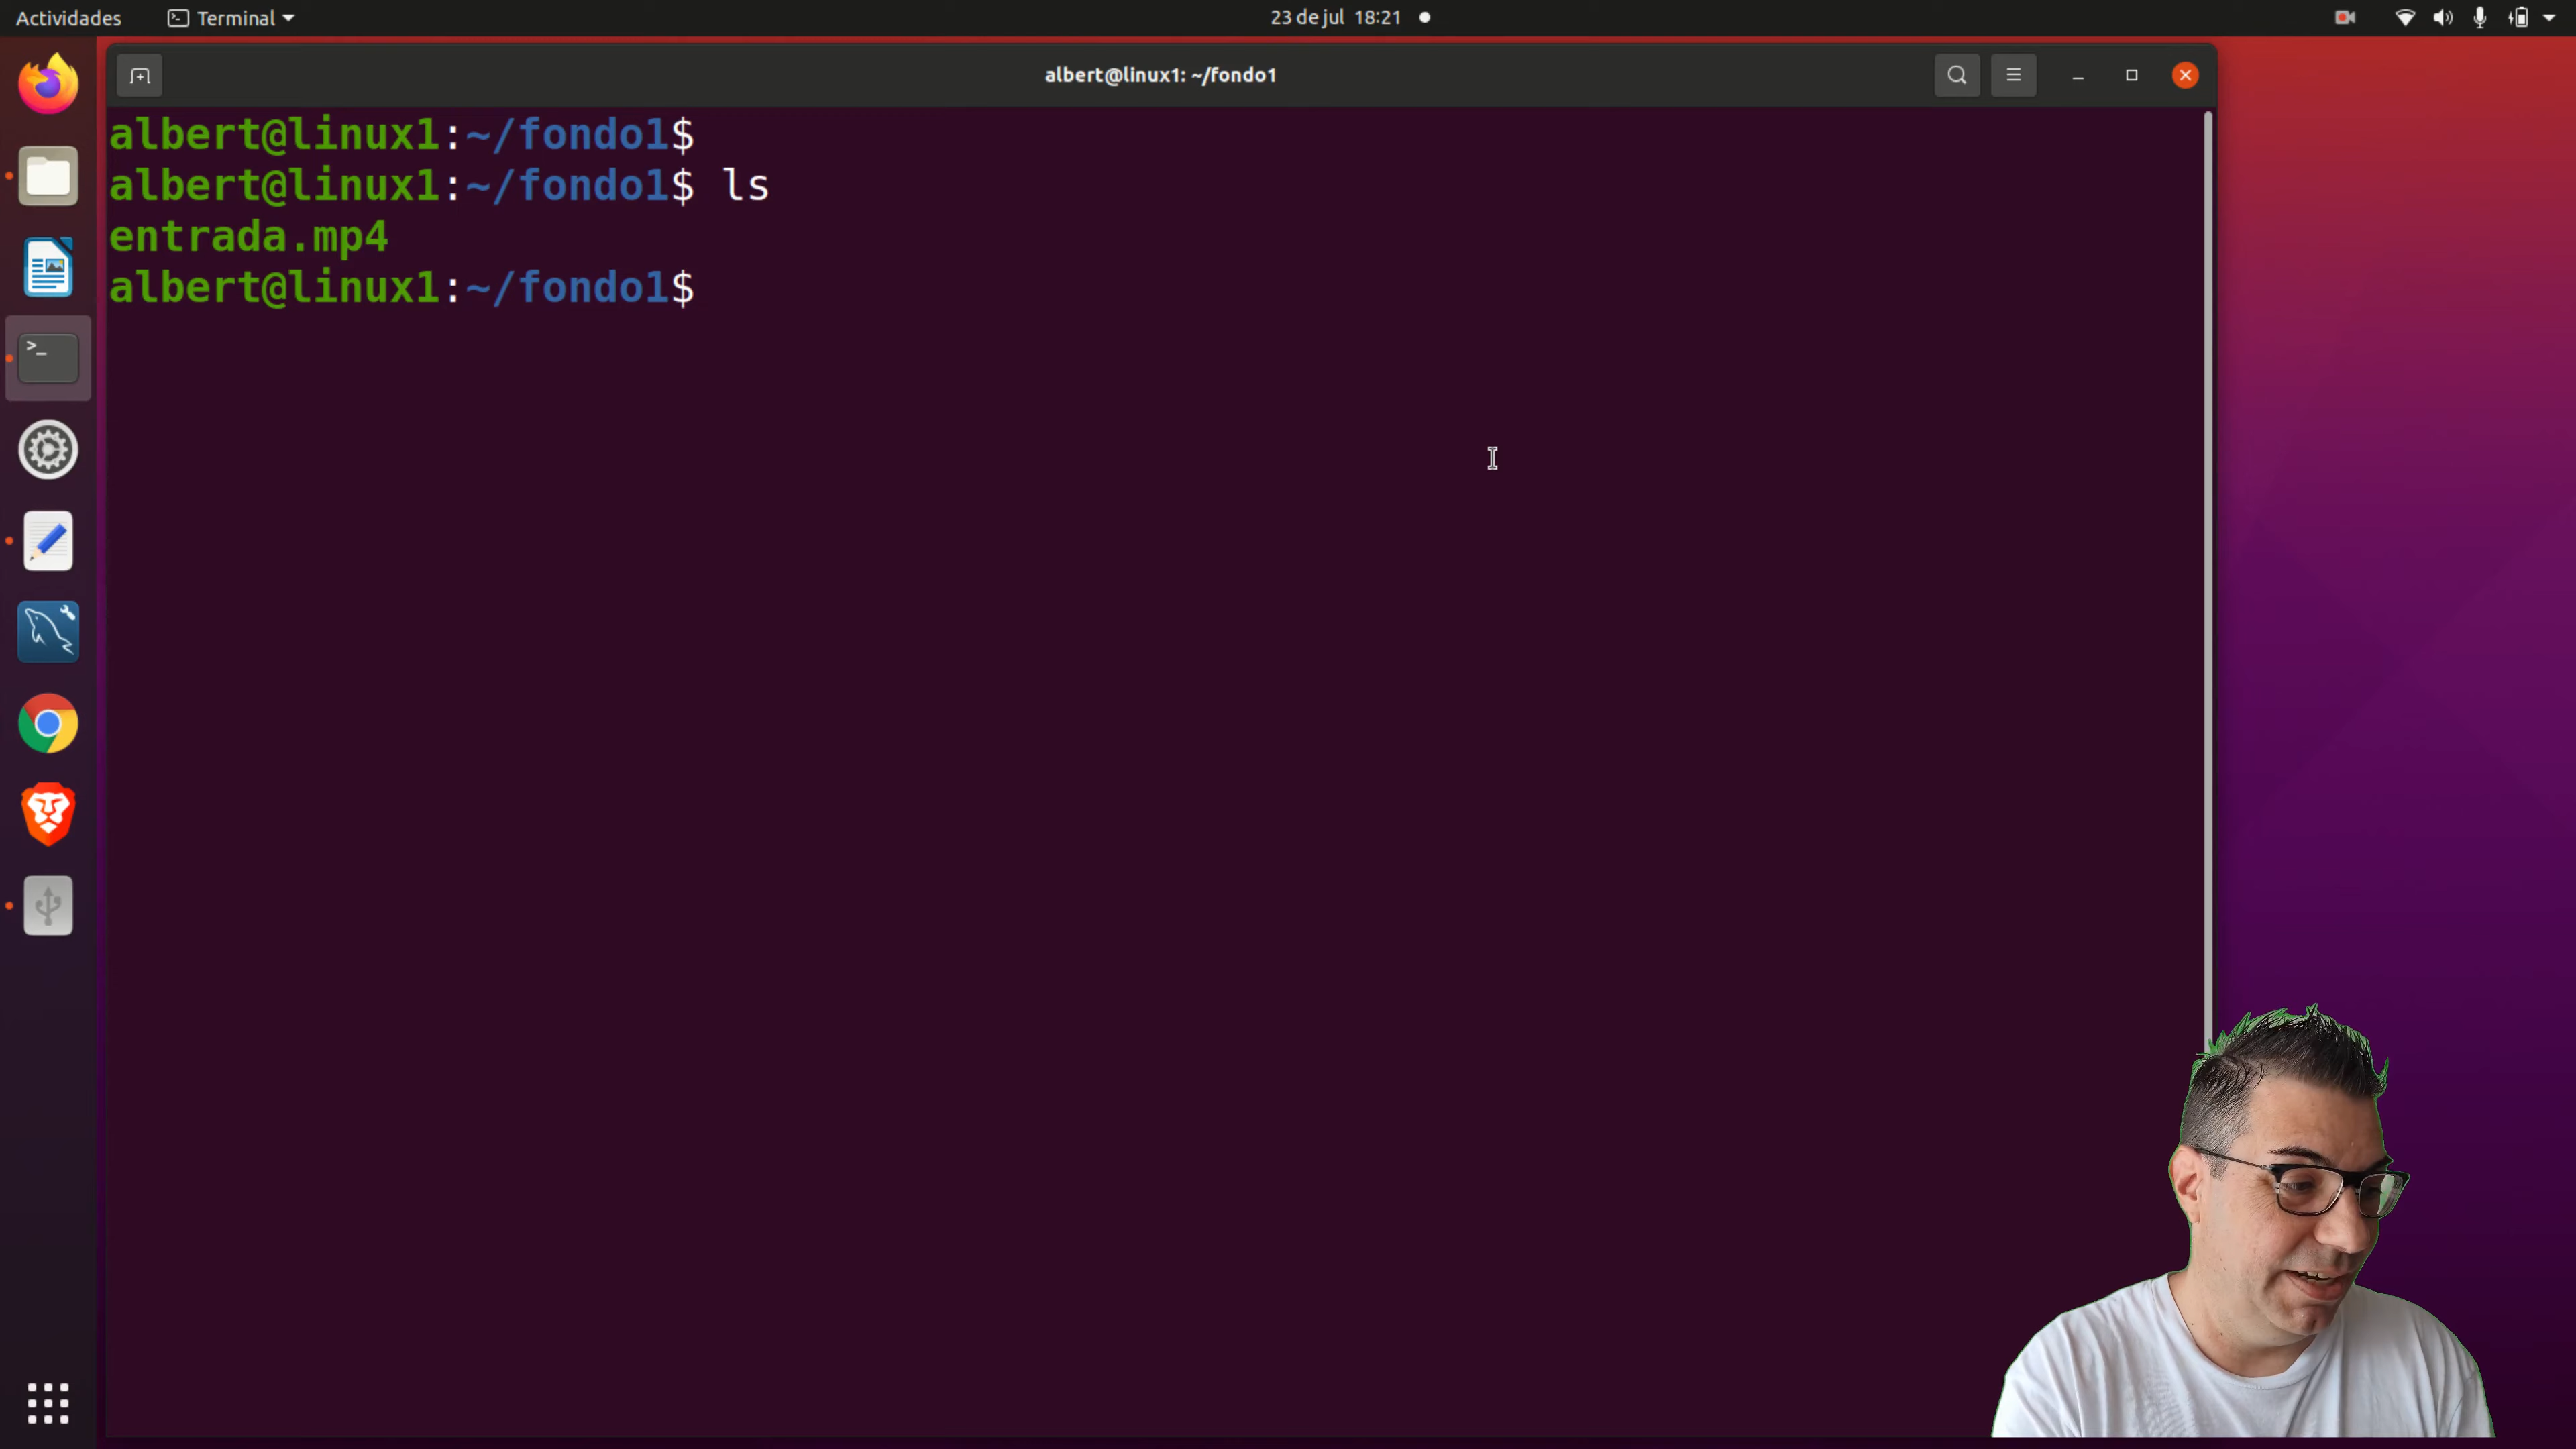 Actividades
Terminal
23 de jul 18:21
albert@linux1: ~/fondo1
albert@linux1:~/fondo1$
albert@linux1:~/fondo1$ ls
entrada.mp4
albert@linux1:~/fondo1$